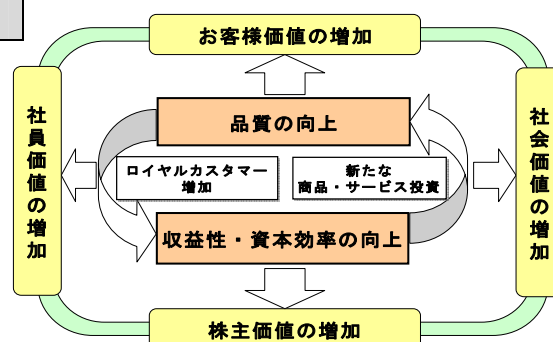 お客様価値の増加
社員価値の増加
品質の向上
社会価値の増加
ロイヤルカスタマー
増加
新たな
商品・サービス投資
収益性・資本効率の向上
株主価値の増加